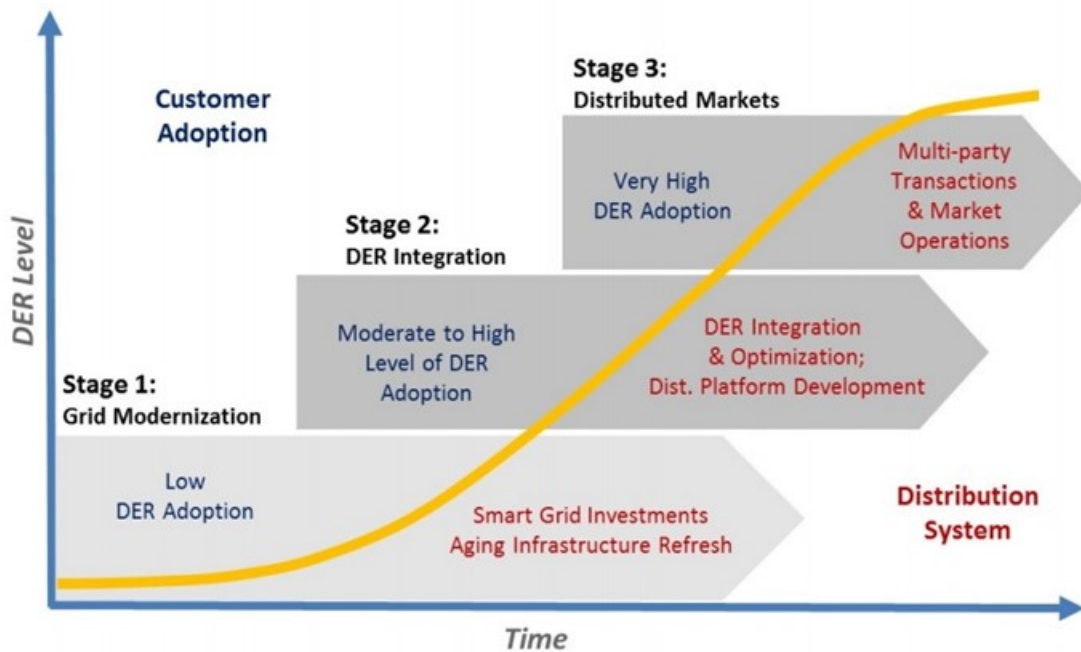 Customer
Adoption
Stage 3:
Distributed Markets
Very High
DER Adoption
Multi-party
Transactions
& Market
Operations
Stage 2:
DER Integration
Moderate to High
Level of DER
Adoption
DER Integration
& Optimization;
Dist. Platform Development
Stage 1:
Grid Modernization
Low
DER Adoption
Smart Grid Investments
Aging Infrastructure Refresh
Distribution
System
DER Level
Time